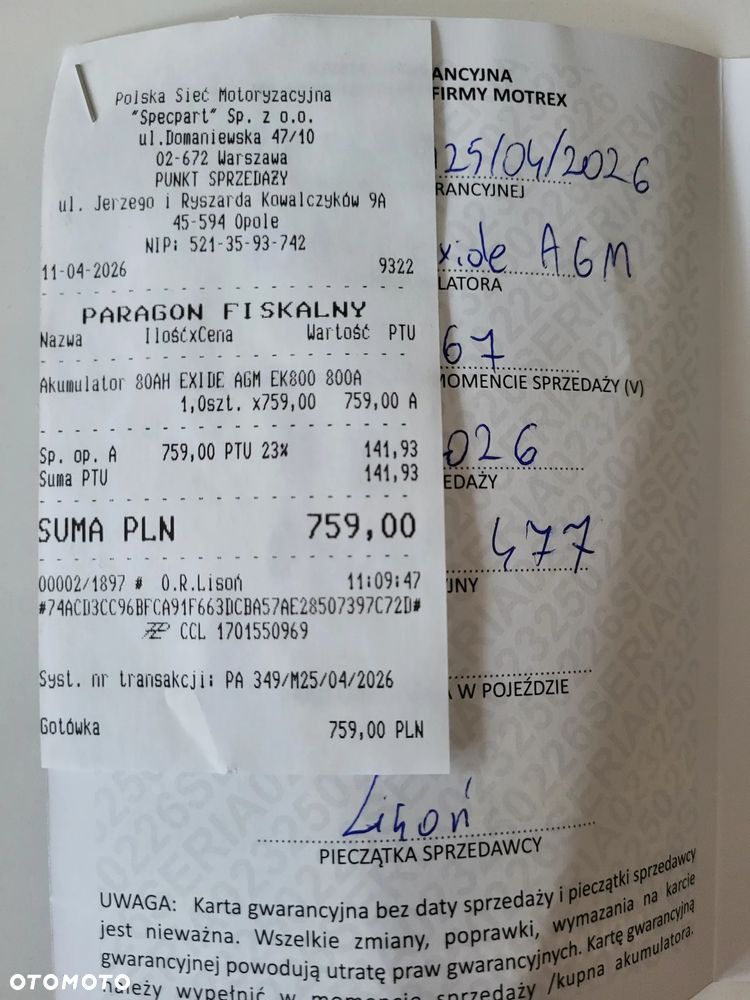 Polska Sieć Motoryzacyjna
"Specpart" Sp. z o.o.
ul.Domaniewska 47/10
02-672 Warszawa
PUNKT SPRZEDAŻY
ul. Jerzego i Ryszarda Kowalczyków 9A
45-594 Opole
NIP: 521-35-93-742
11-04-2026 9322
PARAGON FISKALNY
Nazwa IlośćxCena Wartość PTU
Akumulator 80AH EXIDE AGM EK800 800A
1,0szt. x759,00 759,00 A
Sp. op. A 759,00 PTU 23% 141,93
Suma PTU 141,93
SUMA PLN 759,00
00002/1897 # O.R.Lisoń 11:09:47
#74ACD3CC96BFCA91F663DCBA57AE28507397C72D#
CCL 1701550969
Syst. nr transakcji: PA 349/M25/04/2026
Gotówka 759,00 PLN
ANCYJNA
FIRMY MOTREX
25/04/2026
RANCYJNEJ
xide AGM
LATORA
67
MOMENCIE SPRZEDAŻY (V)
026
EDAŻY
477
JNY
A W POJEŹDZIE
Lisoń
PIECZĄTKA SPRZEDAWCY
UWAGA: Karta gwarancyjna bez daty sprzedaży i pieczątki sprzedawcy
jest nieważna. Wszelkie zmiany, poprawki, wymazania na karcie
gwarancyjnej powodują utratę praw gwarancyjnych. Kartę gwarancyjną
należy wypełnić w momencie sprzedaży /kupna akumulatora.
OTOMOTO